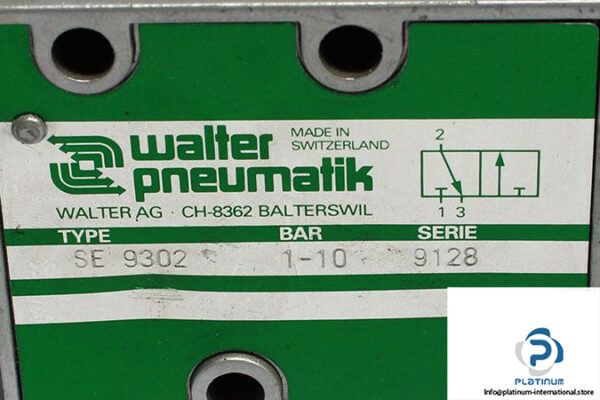 walter
pneumatik
MADE IN
SWITZERLAND
WALTER AG · CH-8362 BALTERSWIL
2
1 3
TYPE BAR SERIE
SE 9302 1-10 9128
PLATINUM
Info@platinum-international.store